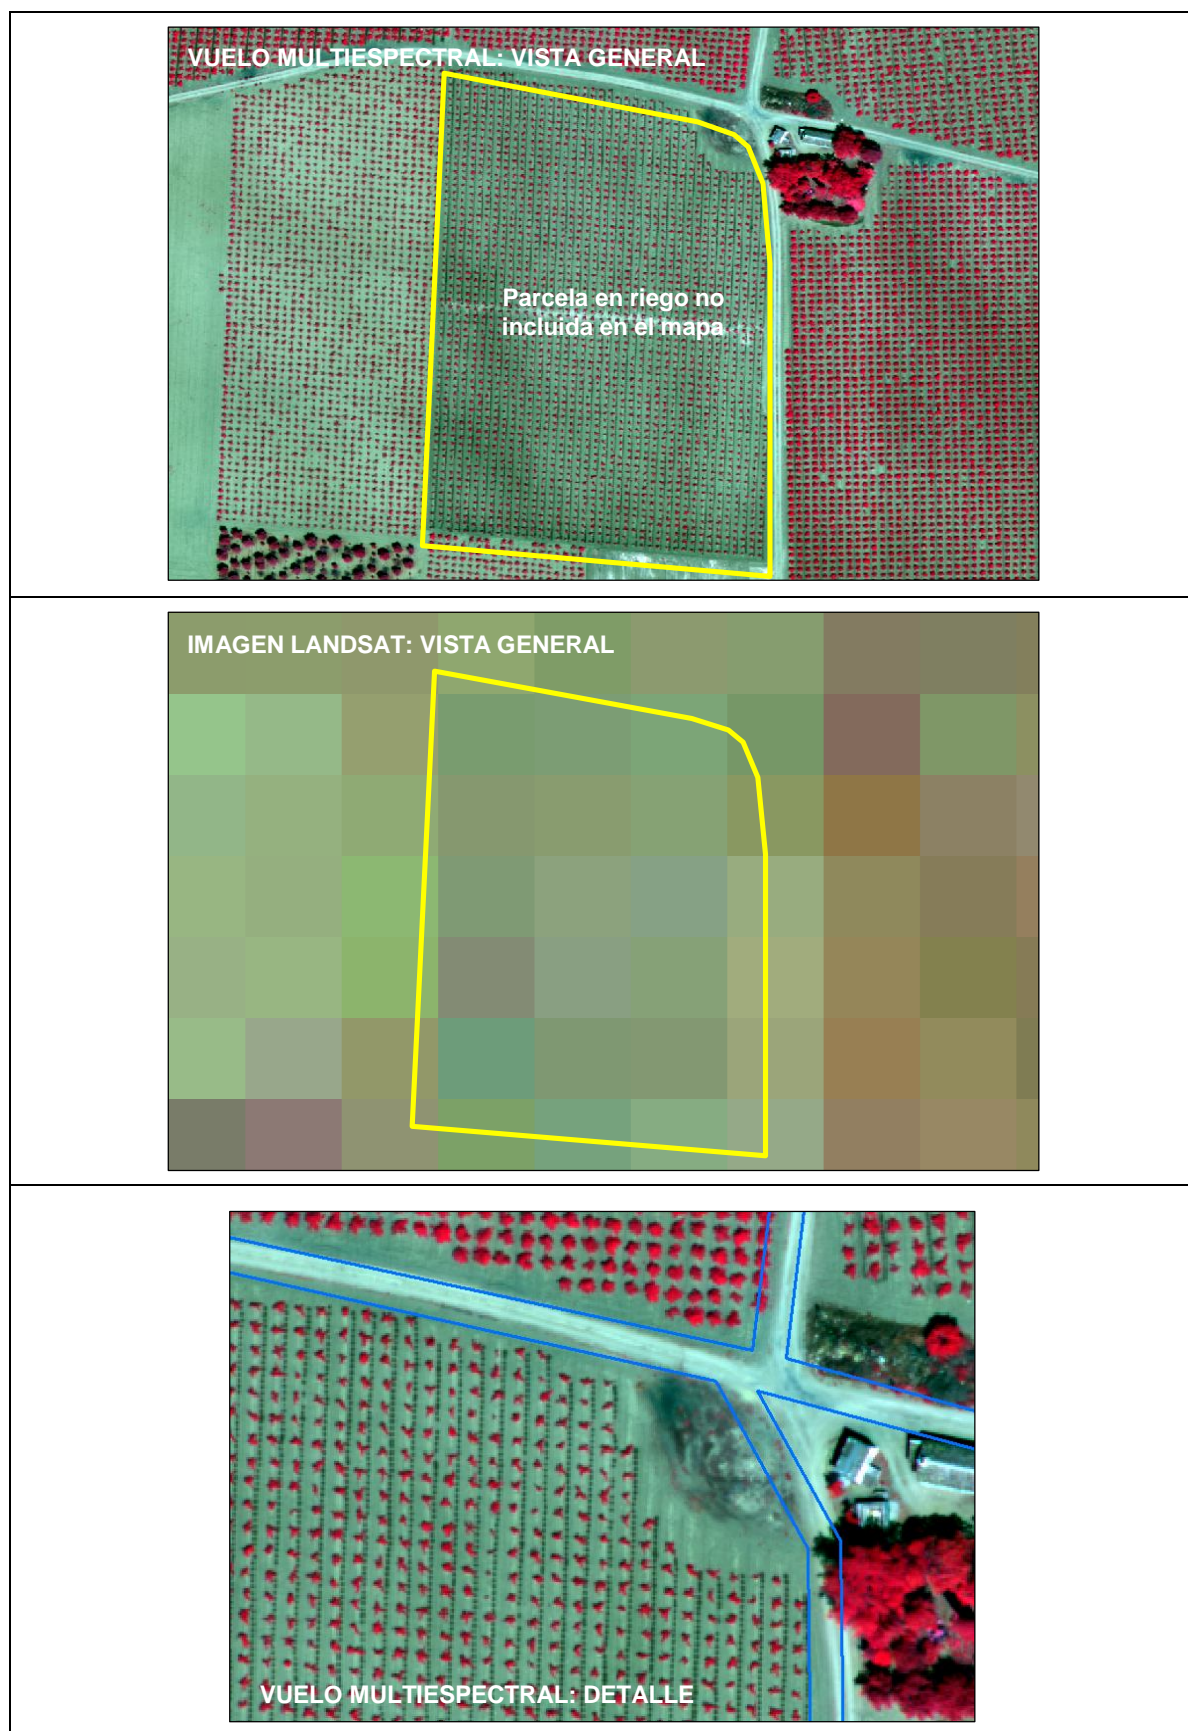 VUELO MULTIESPECTRAL: VISTA GENERAL
Parcela en riego no
incluida en el mapa
IMAGEN LANDSAT: VISTA GENERAL
VUELO MULTIESPECTRAL: DETALLE